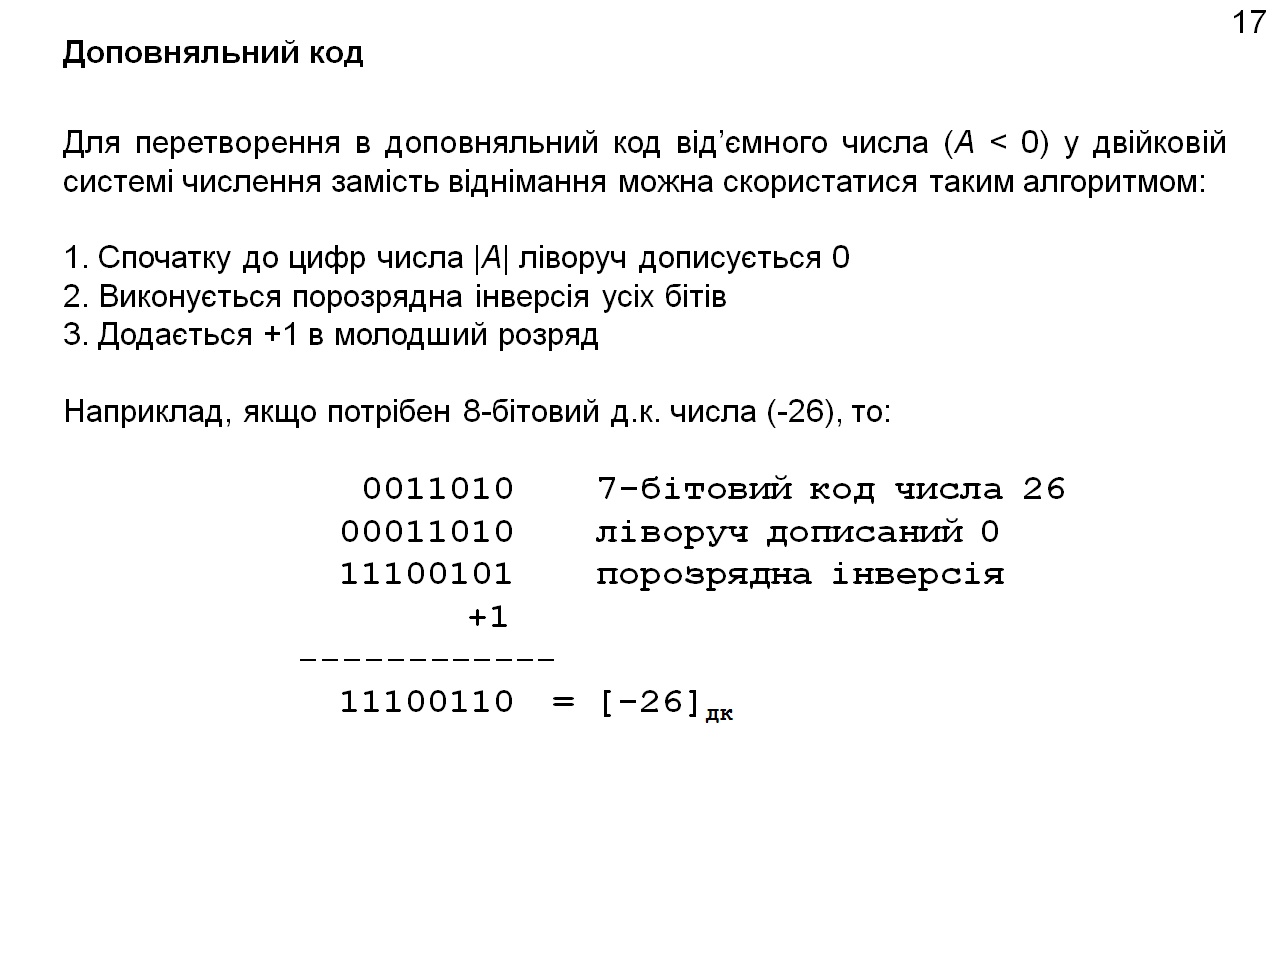 17
Доповняльний код
Для перетворення в доповняльний код від’ємного числа (A < 0) у двійковій
системі числення замість віднімання можна скористатися таким алгоритмом:
1. Спочатку до цифр числа |A| ліворуч дописується 0
2. Виконується порозрядна інверсія усіх бітів
3. Додається +1 в молодший розряд
Наприклад, якщо потрібен 8-бітовий д.к. числа (-26), то:
0011010 7-бітовий код числа 26
00011010 ліворуч дописаний 0
11100101 порозрядна інверсія
+1
------------
11100110 = [-26]дк